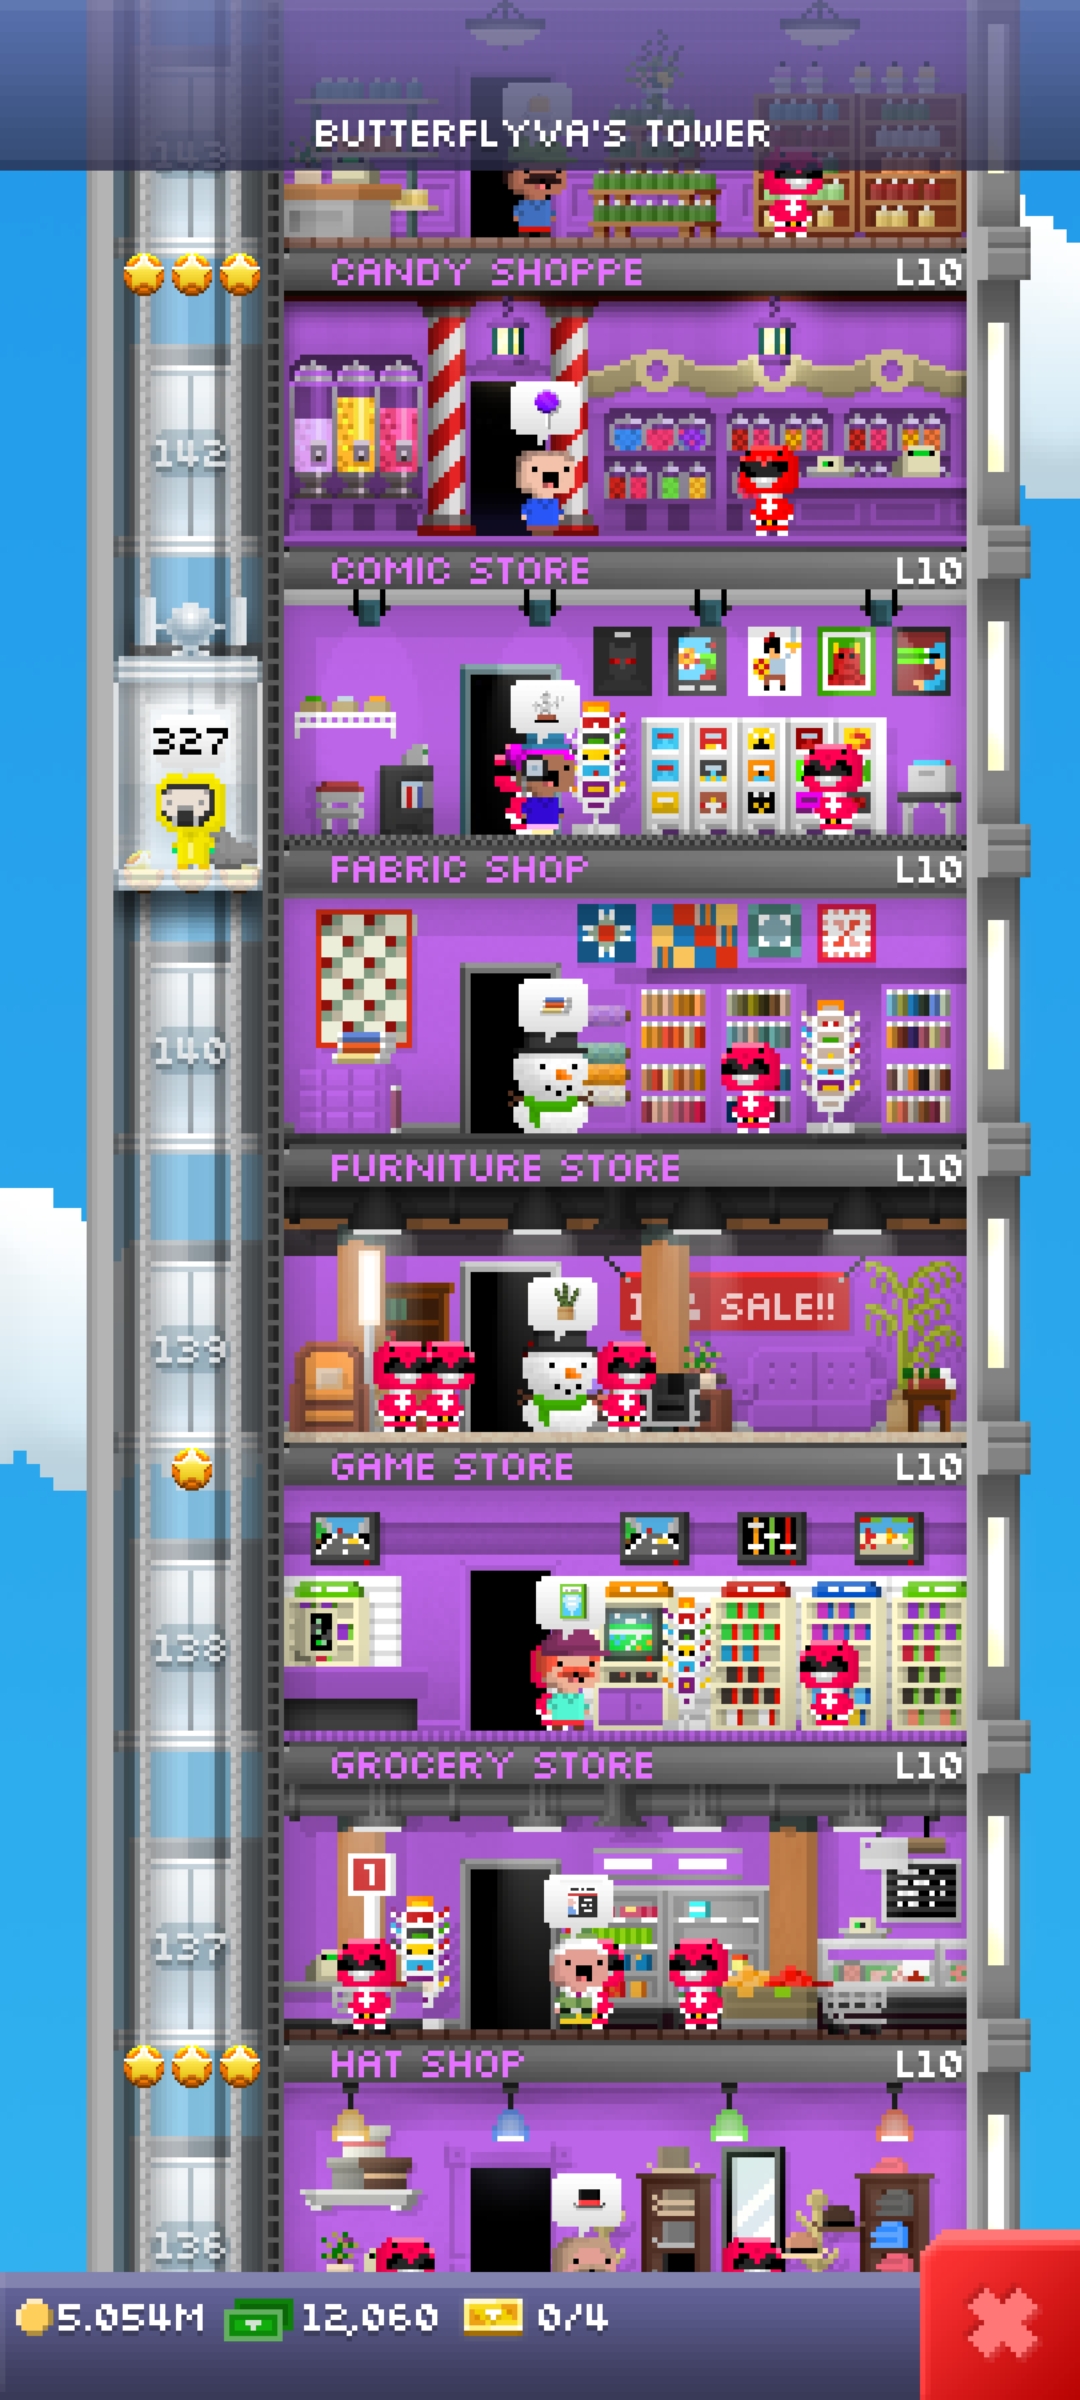 BUTTERFLYVA'S TOWER
143
CANDY SHOPPE L10
142
COMIC STORE L10
327
FABRIC SHOP L10
140
FURNITURE STORE L10
SALE!!
139
GAME STORE L10
138
GROCERY STORE L10
1
137
HAT SHOP L10
136
5.054M 12,060 0/4